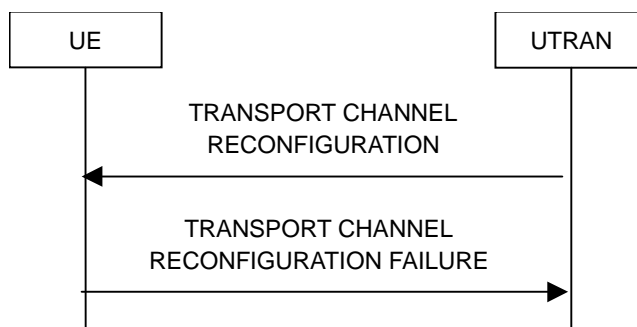 UE
UTRAN
TRANSPORT CHANNEL
RECONFIGURATION
TRANSPORT CHANNEL
RECONFIGURATION FAILURE